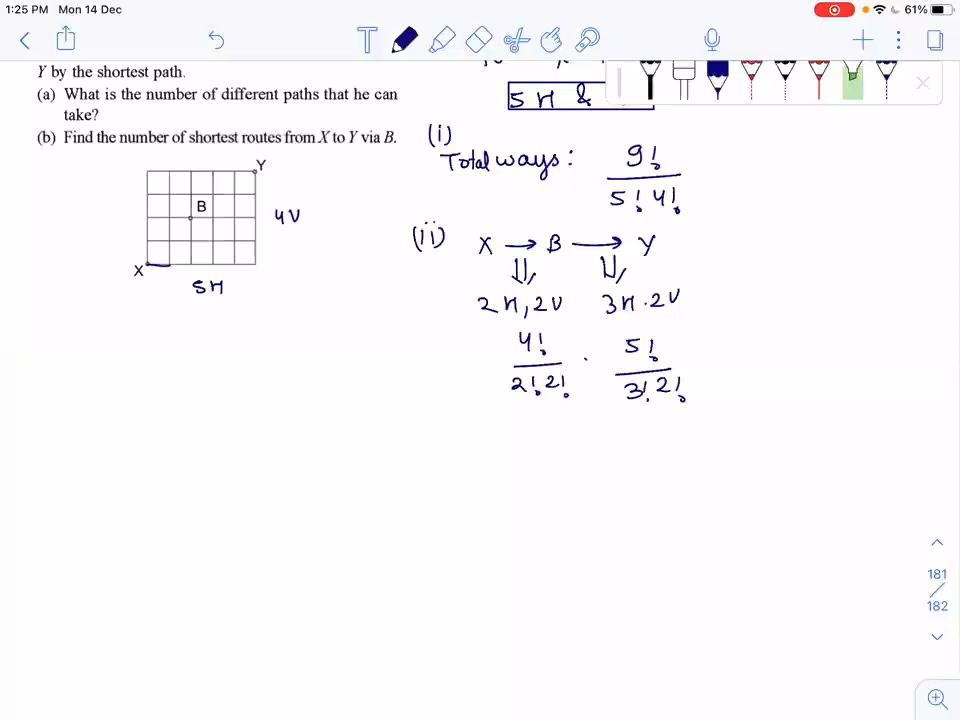 1:25 PM Mon 14 Dec
61%
T
Y by the shortest path.
(a) What is the number of different paths that he can
take?
(b) Find the number of shortest routes from X to Y via B.
Y
B
X
4V
5H
5 H &
(i)
Total ways : 9! / 5! 4!
(ii) X → B → Y
2H, 2V 3H . 2V
4! / 2! 2! . 5! / 3! 2!
181
182